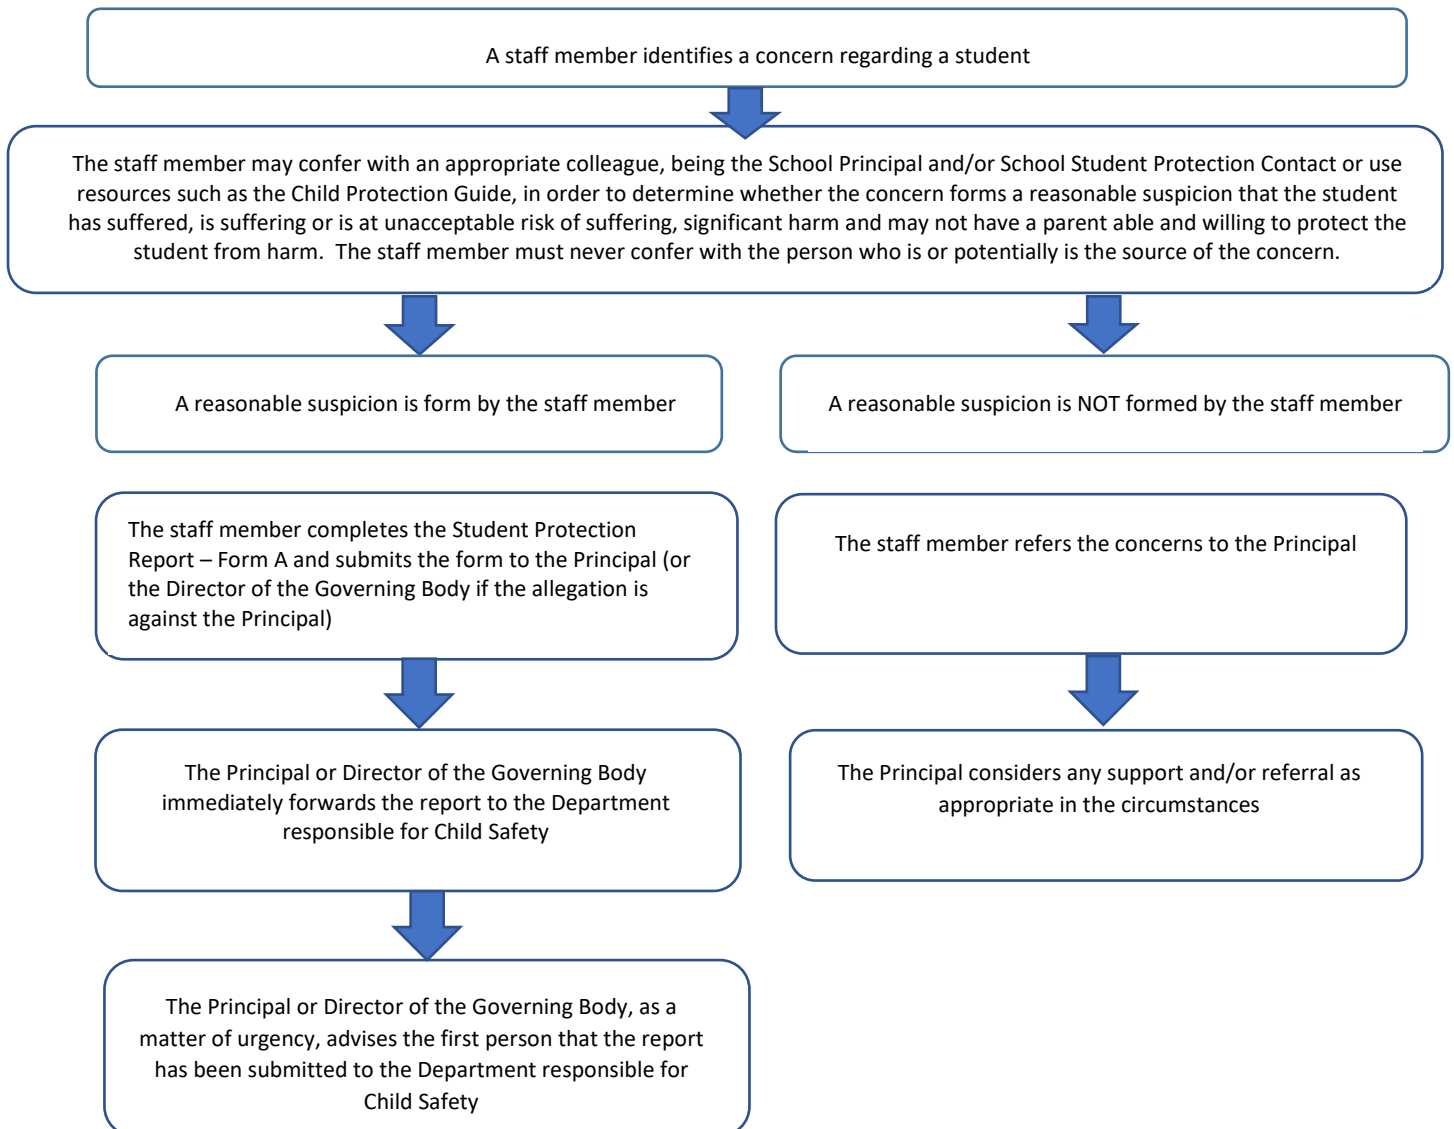 A staff member identifies a concern regarding a student
The staff member may confer with an appropriate colleague, being the School Principal and/or School Student Protection Contact or use
resources such as the Child Protection Guide, in order to determine whether the concern forms a reasonable suspicion that the student
has suffered, is suffering or is at unacceptable risk of suffering, significant harm and may not have a parent able and willing to protect the
student from harm.  The staff member must never confer with the person who is or potentially is the source of the concern.
A reasonable suspicion is form by the staff member
A reasonable suspicion is NOT formed by the staff member
The staff member completes the Student Protection
Report – Form A and submits the form to the Principal (or
the Director of the Governing Body if the allegation is
against the Principal)
The staff member refers the concerns to the Principal
The Principal or Director of the Governing Body
immediately forwards the report to the Department
responsible for Child Safety
The Principal considers any support and/or referral as
appropriate in the circumstances
The Principal or Director of the Governing Body, as a
matter of urgency, advises the first person that the report
has been submitted to the Department responsible for
Child Safety